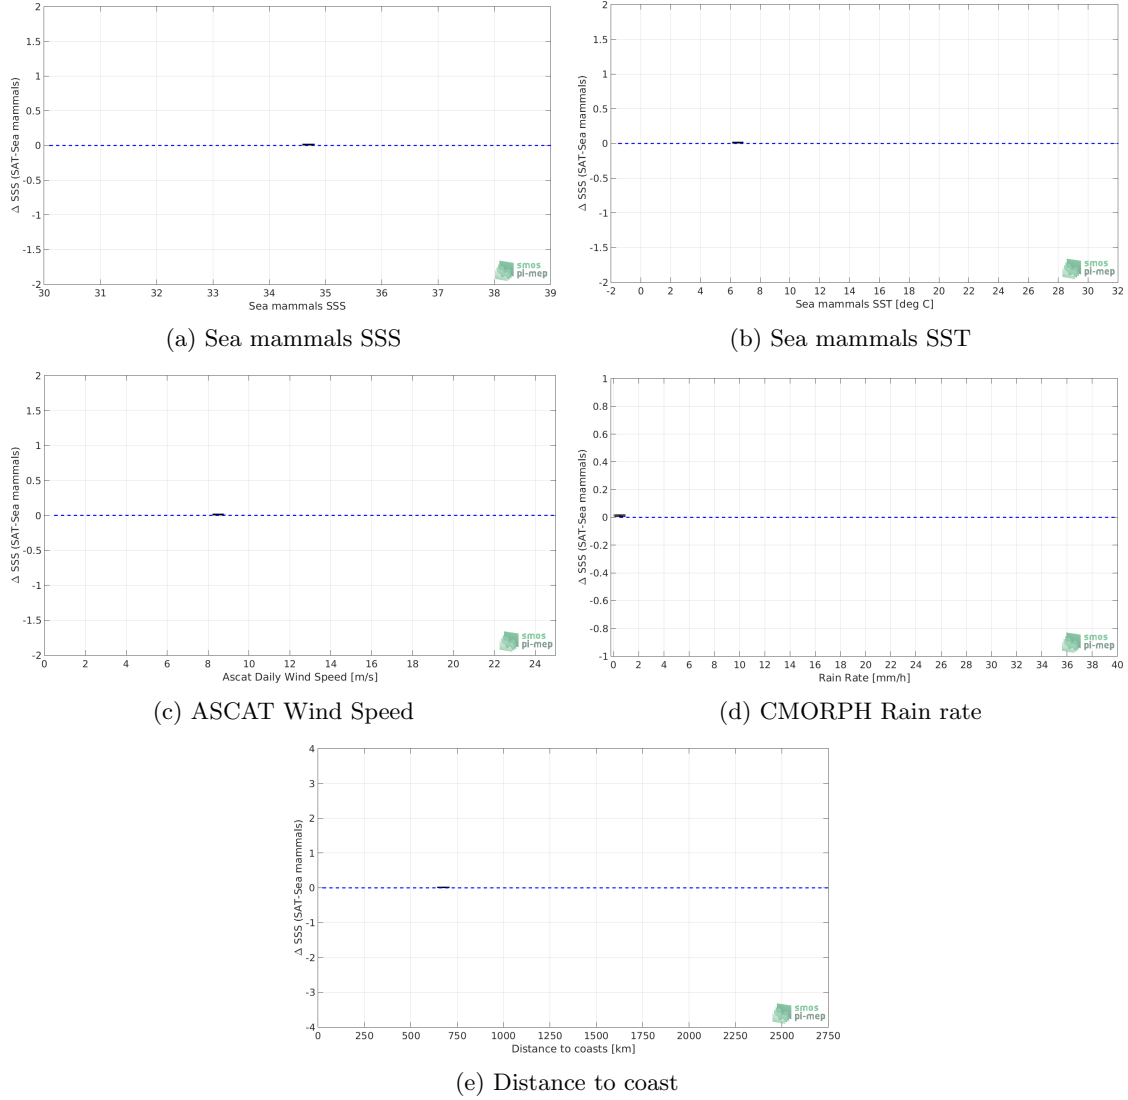 2
1
0.5
0
-0.5
-1
-1.5
-2
30 31 32 33 34 35 36 37 38 39
Δ SSS (SAT-Sea mammals)
Sea mammals SSS
smos
pi-mep
(a) Sea mammals SSS
2
1.5
1
0.5
0
-0.5
-1
-1.5
-2
-2 0 2 4 6 8 10 12 14 16 18 20 22 24 26 28 30 32
Δ SSS (SAT-Sea mammals)
Sea mammals SST [deg C]
smos
pi-mep
(b) Sea mammals SST
2
1.5
1
0.5
0
-0.5
-1
-1.5
-2
0 2 4 6 8 10 12 14 16 18 20 22 24
Δ SSS (SAT-Sea mammals)
Ascat Daily Wind Speed [m/s]
smos
pi-mep
(c) ASCAT Wind Speed
1
0.8
0.6
0.4
0.2
0
-0.2
-0.4
-0.6
-0.8
-1
0 2 4 6 8 10 12 14 16 18 20 22 24 26 28 30 32 34 36 38 40
Δ SSS (SAT-Sea mammals)
Rain Rate [mm/h]
smos
pi-mep
(d) CMORPH Rain rate
4
3
2
1
0
-1
-2
-3
-4
0 250 500 750 1000 1250 1500 1750 2000 2250 2500 2750
Δ SSS (SAT-Sea mammals)
Distance to coasts [km]
smos
pi-mep
(e) Distance to coast